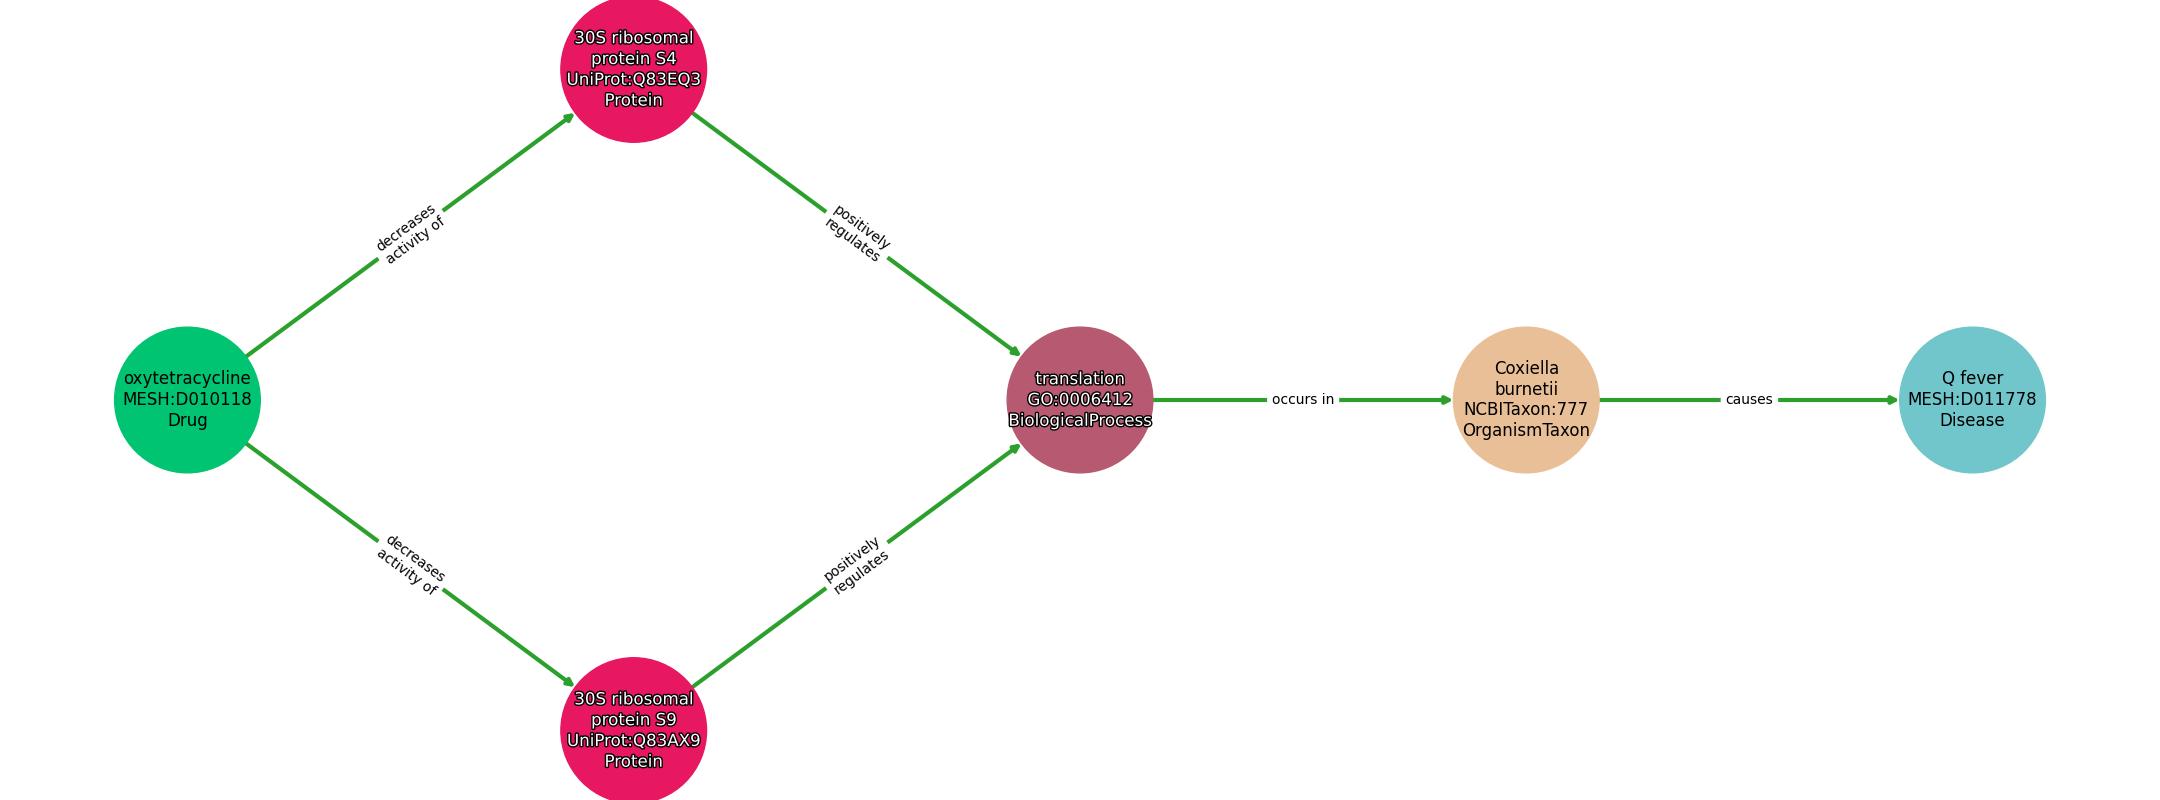 30S ribosomal
protein S4
UniProt:Q83EQ3
Protein
decreases
activity of
positively
regulates
oxytetracycline
MESH:D010118
Drug
translation
GO:0006412
BiologicalProcess
occurs in
Coxiella
burnetii
NCBITaxon:777
OrganismTaxon
causes
Q fever
MESH:D011778
Disease
decreases
activity of
positively
regulates
30S ribosomal
protein S9
UniProt:Q83AX9
Protein